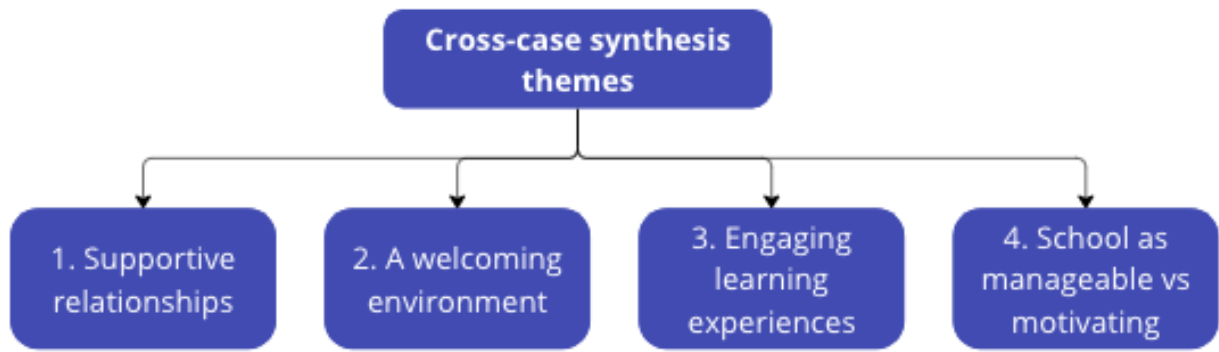 Cross-case synthesis
themes
1. Supportive
relationships
2. A welcoming
environment
3. Engaging
learning
experiences
4. School as
manageable vs
motivating